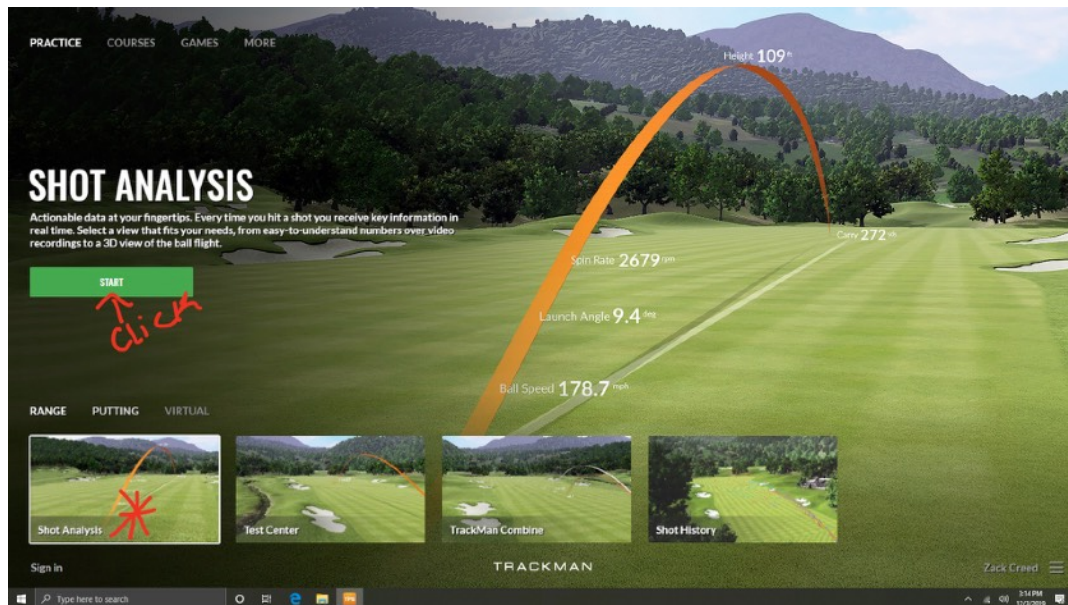 PRACTICE COURSES GAMES MORE
Height 109 ft
SHOT ANALYSIS
Actionable data at your fingertips. Every time you hit a shot you receive key information in
real time. Select a view that fits your needs, from easy-to-understand numbers over video
recordings to a 3D view of the ball flight.
Carry 272 yds
Spin Rate 2679 rpm
START
Click
Launch Angle 9.4 deg
Ball Speed 178.7 mph
RANGE PUTTING VIRTUAL
Shot Analysis
Test Center
TrackMan Combine
Shot History
Sign in
TRACKMAN
Zack Creed
Type here to search
3:14 PM
12/3/2019